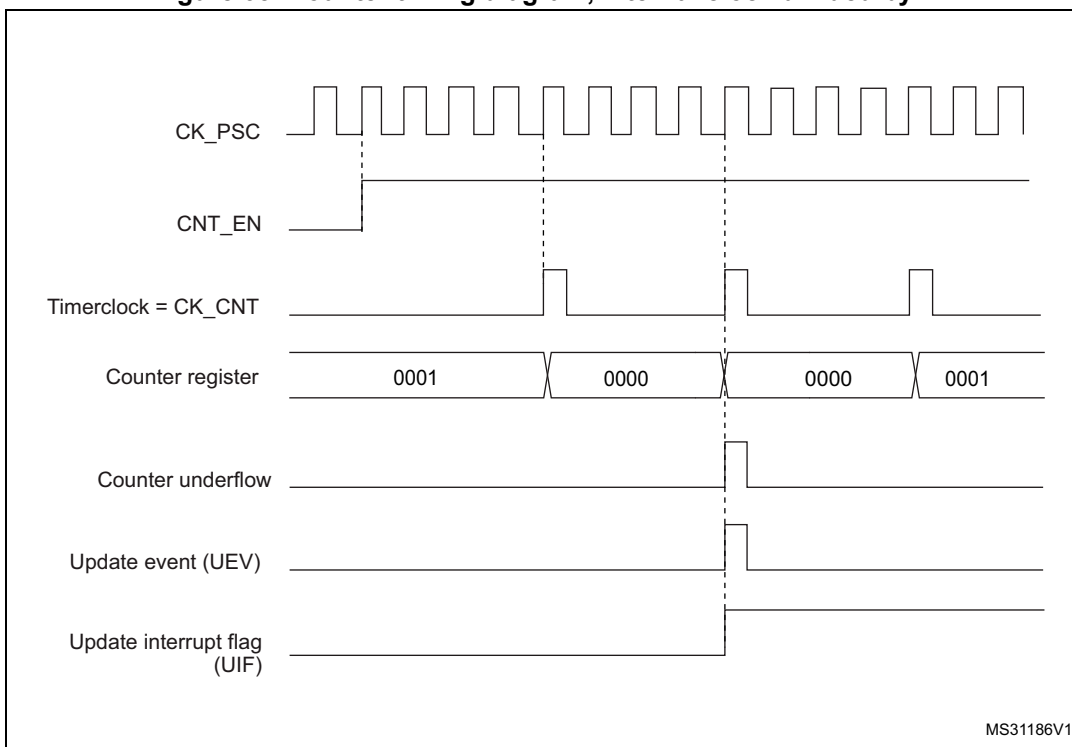 CK_PSC
CNT_EN
Timerclock = CK_CNT
Counter register
0001
0000
0000
0001
Counter underflow
Update event (UEV)
Update interrupt flag
(UIF)
MS31186V1